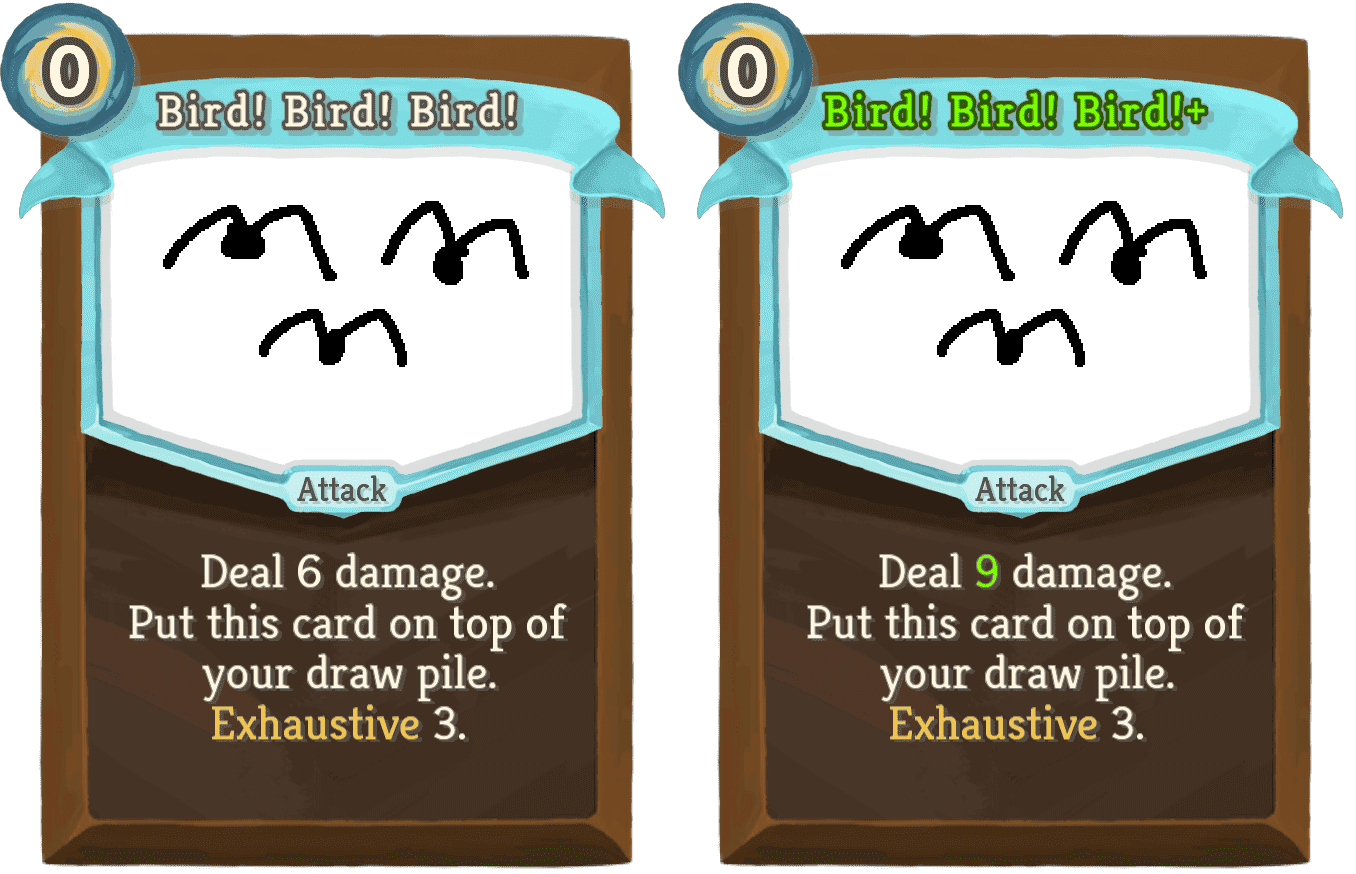 0
Bird! Bird! Bird!
Attack
Deal 6 damage.
Put this card on top of
your draw pile.
Exhaustive 3.
0
Bird! Bird! Bird!+
Attack
Deal 9 damage.
Put this card on top of
your draw pile.
Exhaustive 3.